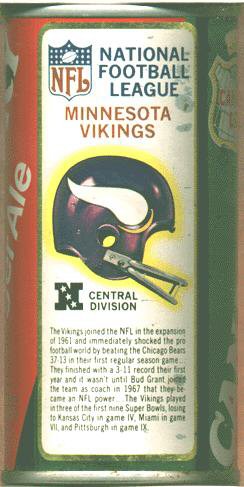 NFL
NATIONAL
FOOTBALL
LEAGUE
MINNESOTA
VIKINGS
N
CENTRAL
DIVISION
The Vikings joined the NFL in the expansion
of 1961 and immediately shocked the pro
football world by beating the Chicago Bears
37-13 in their first regular season game...
They finished with a 3-11 record their first
year and it wasn't until Bud Grant joined
the team as coach in 1967 that they be-
came an NFL power...The Vikings played
in three of the first nine Super Bowls, losing
to Kansas City in game IV, Miami in game
VII, and Pittsburgh in game IX.
Ale
CA